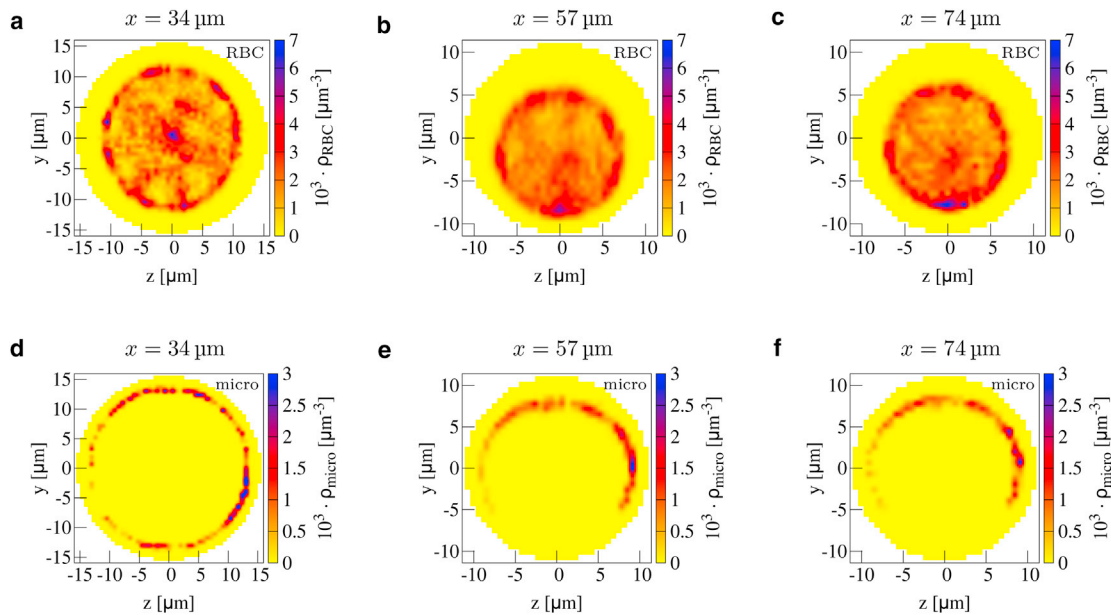 a x = 34 µm
RBC
15
10
5
0
-5
-10
-15
y [µm]
-15 -10 -5 0 5 10 15
z [µm]
7
6
5
4
3
2
1
0
10³ · ρRBC [µm⁻³]
b x = 57 µm
RBC
10
5
0
-5
-10
y [µm]
-10 -5 0 5 10
z [µm]
7
6
5
4
3
2
1
0
10³ · ρRBC [µm⁻³]
c x = 74 µm
RBC
10
5
0
-5
-10
y [µm]
-10 -5 0 5 10
z [µm]
7
6
5
4
3
2
1
0
10³ · ρRBC [µm⁻³]
d x = 34 µm
micro
15
10
5
0
-5
-10
-15
y [µm]
-15 -10 -5 0 5 10 15
z [µm]
3
2.5
2
1.5
1
0.5
0
10³ · ρmicro [µm⁻³]
e x = 57 µm
micro
10
5
0
-5
-10
y [µm]
-10 -5 0 5 10
z [µm]
3
2.5
2
1.5
1
0.5
0
10³ · ρmicro [µm⁻³]
f x = 74 µm
micro
10
5
0
-5
-10
y [µm]
-10 -5 0 5 10
z [µm]
3
2.5
2
1.5
1
0.5
0
10³ · ρmicro [µm⁻³]